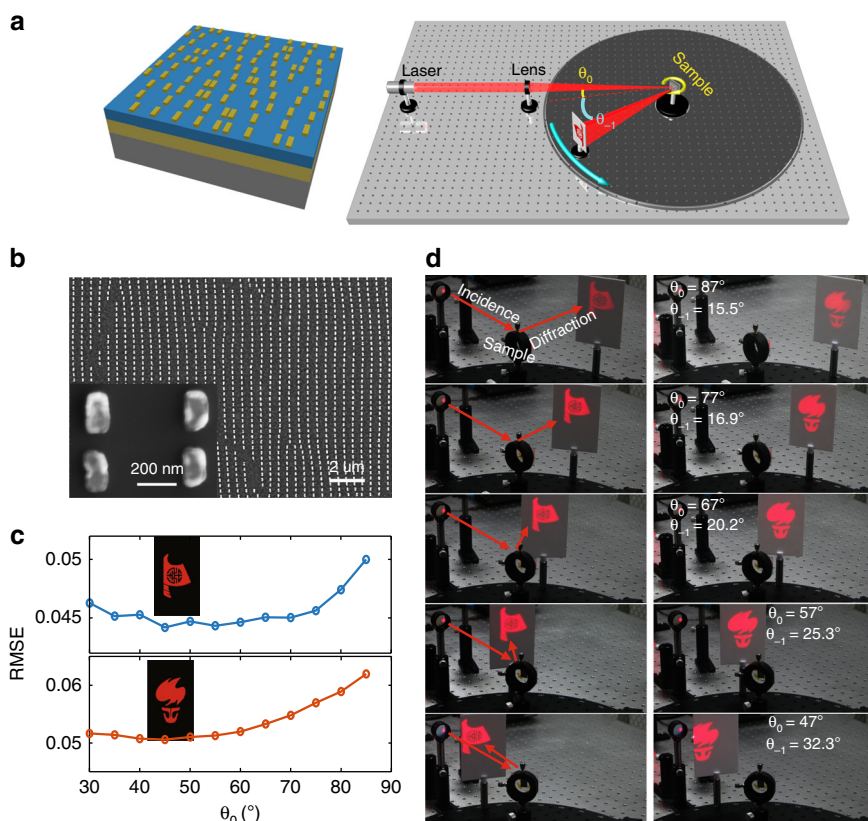 a
Laser
Lens
θ₀
θ₋₁
Sample
b
200 nm
2 µm
c
0.05
0.045
0.06
0.05
RMSE
30 40 50 60 70 80 90
θ₀ (°)
d
Incidence
Sample
Diffraction
θ₀ = 87°
θ₋₁ = 15.5°
θ₀ = 77°
θ₋₁ = 16.9°
θ₀ = 67°
θ₋₁ = 20.2°
θ₀ = 57°
θ₋₁ = 25.3°
θ₀ = 47°
θ₋₁ = 32.3°